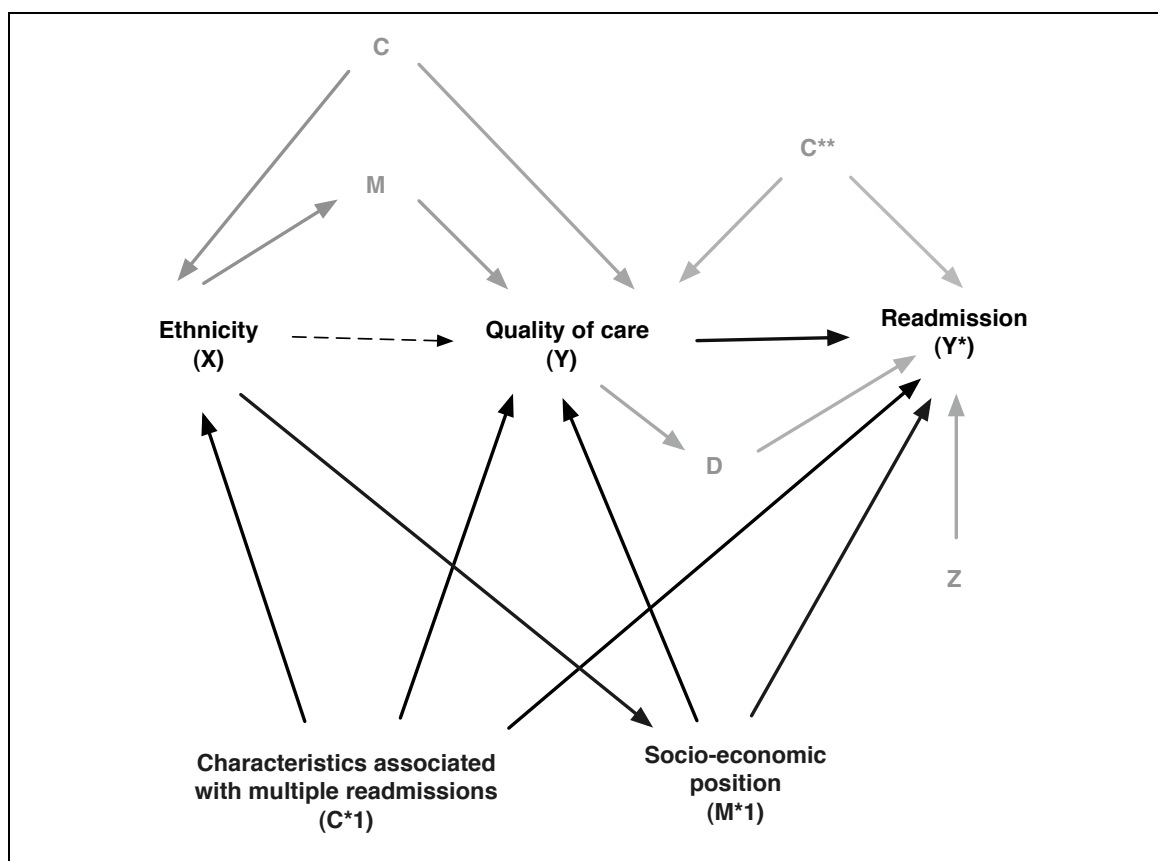 C
C**
M
Ethnicity
(X)
Quality of care
(Y)
Readmission
(Y*)
D
Z
Characteristics associated
with multiple readmissions
(C*1)
Socio-economic
position
(M*1)